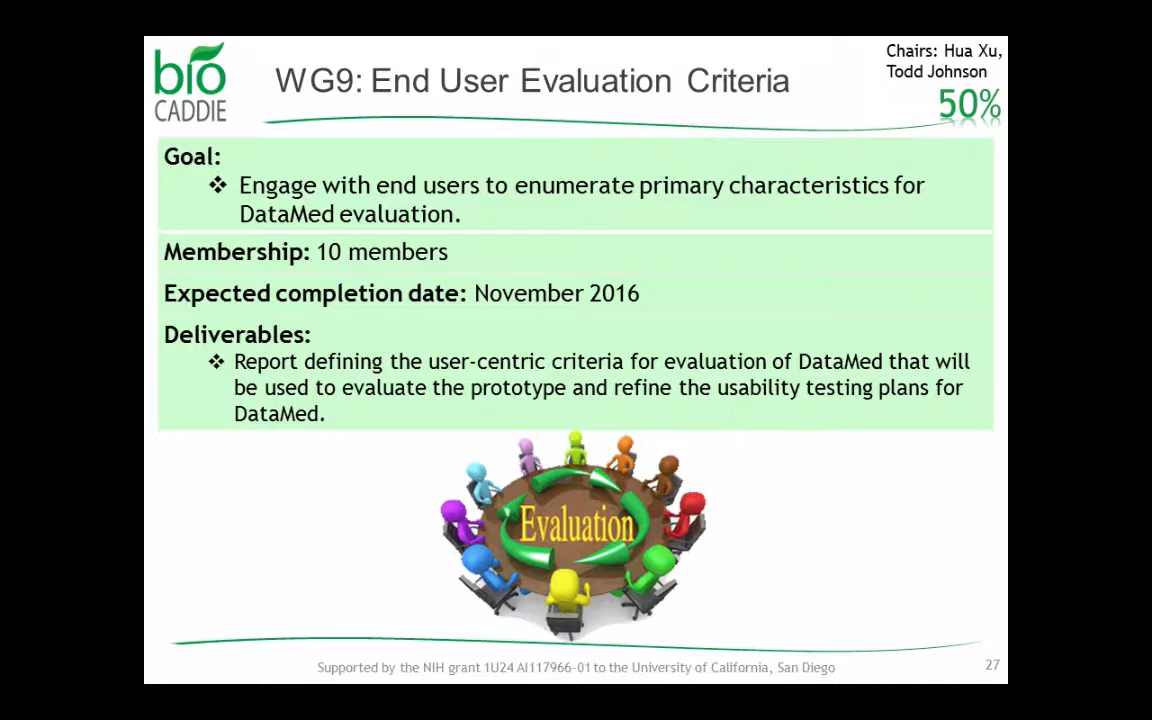 bio
CADDIE
WG9: End User Evaluation Criteria
Chairs: Hua Xu,
Todd Johnson
50%
Goal:
❖ Engage with end users to enumerate primary characteristics for
DataMed evaluation.
Membership: 10 members
Expected completion date: November 2016
Deliverables:
❖ Report defining the user-centric criteria for evaluation of DataMed that will
be used to evaluate the prototype and refine the usability testing plans for
DataMed.
Evaluation
Supported by the NIH grant 1U24 AI117966-01 to the University of California, San Diego
27